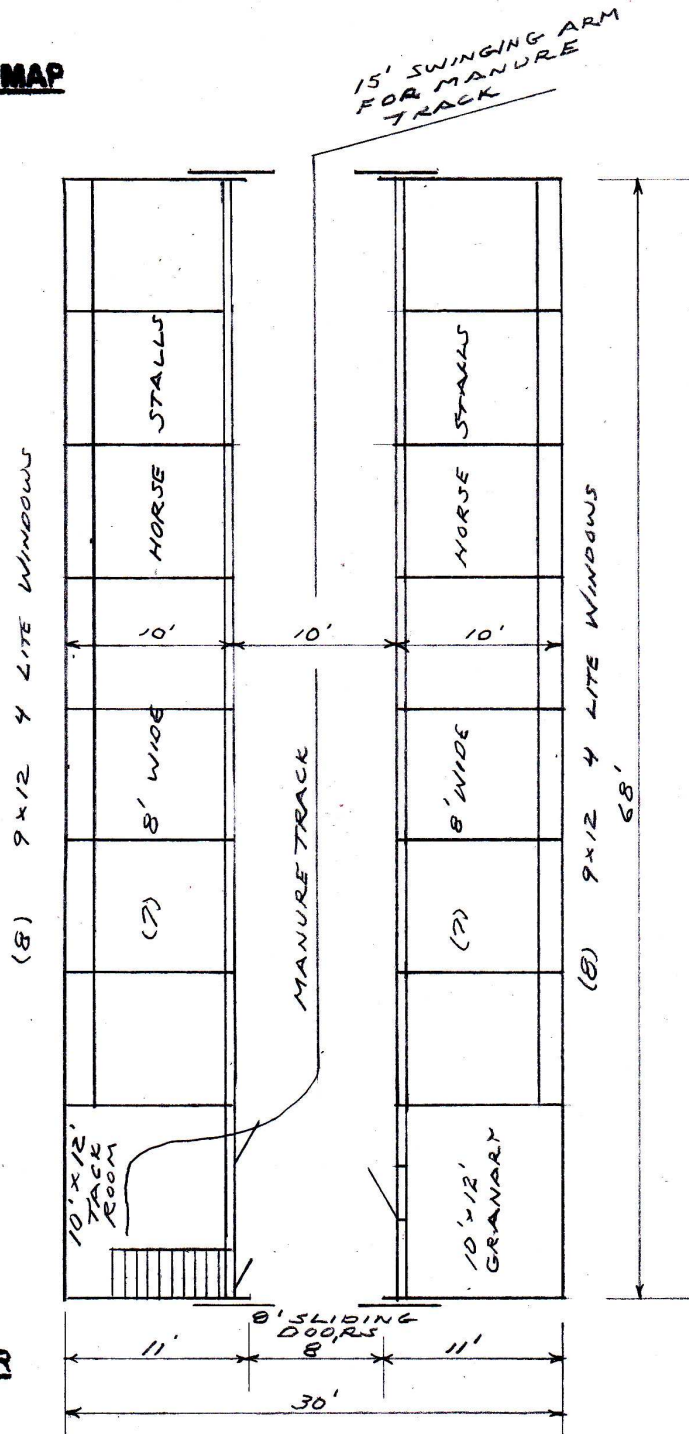 MAP
15' SWINGING ARM
FOR MANURE
TRACK
HORSE STALLS
HORSE STALLS
(8) 9x12 4 LITE WINDOWS
10'
10'
10'
(8) 9x12 4 LITE WINDOWS
68'
(7) 8' WIDE
MANURE TRACK
(7) 8' WIDE
10'x12'
TACK
ROOM
10'x12'
GRANARY
8' SLIDING
DOORS
11'
8'
11'
30'